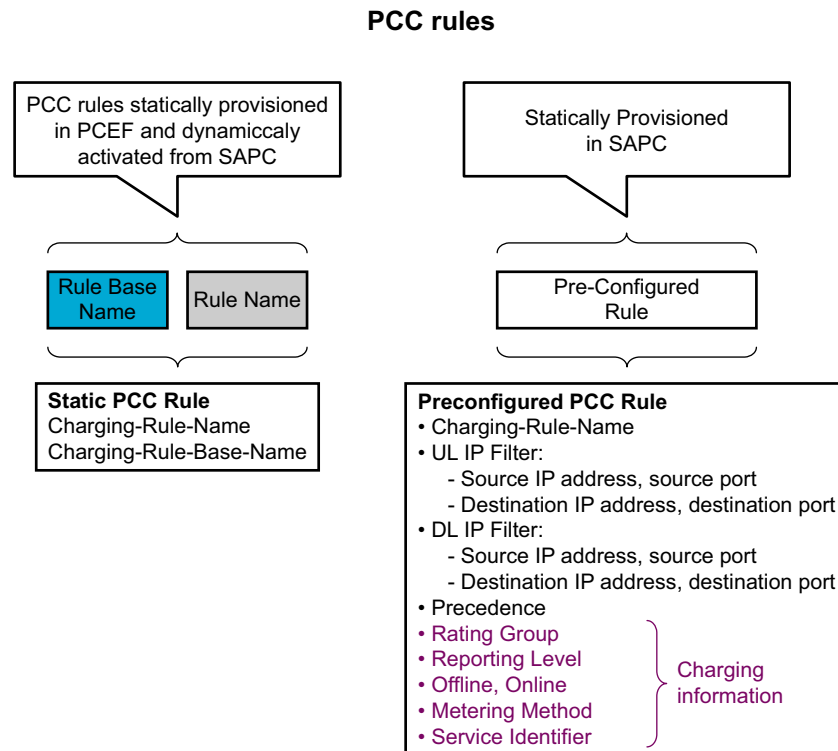 PCC rules
PCC rules statically provisioned
in PCEF and dynamiccaly
activated from SAPC
Statically Provisioned
in SAPC
Rule Base
Name
Rule Name
Pre-Configured
Rule
Static PCC Rule
Charging-Rule-Name
Charging-Rule-Base-Name
Preconfigured PCC Rule
• Charging-Rule-Name
• UL IP Filter:
- Source IP address, source port
- Destination IP address, destination port
• DL IP Filter:
- Source IP address, source port
- Destination IP address, destination port
• Precedence
• Rating Group
• Reporting Level
• Offline, Online
• Metering Method
• Service Identifier
Charging
information